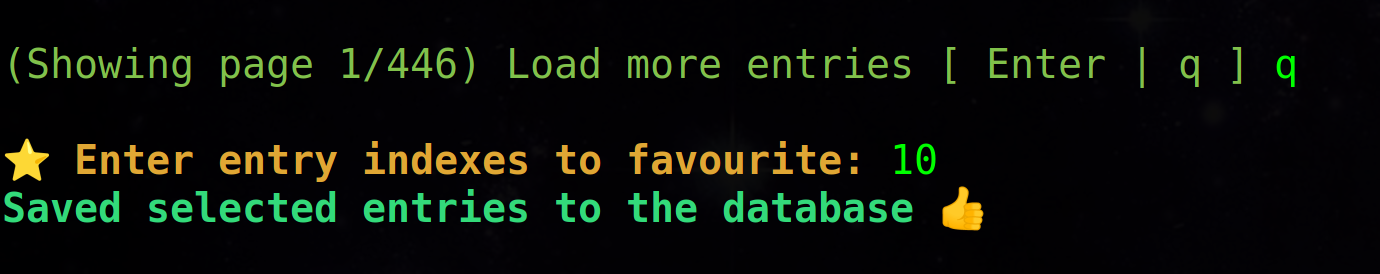 (Showing page 1/446) Load more entries [ Enter | q ] q
⭐ Enter entry indexes to favourite: 10
Saved selected entries to the database 👍